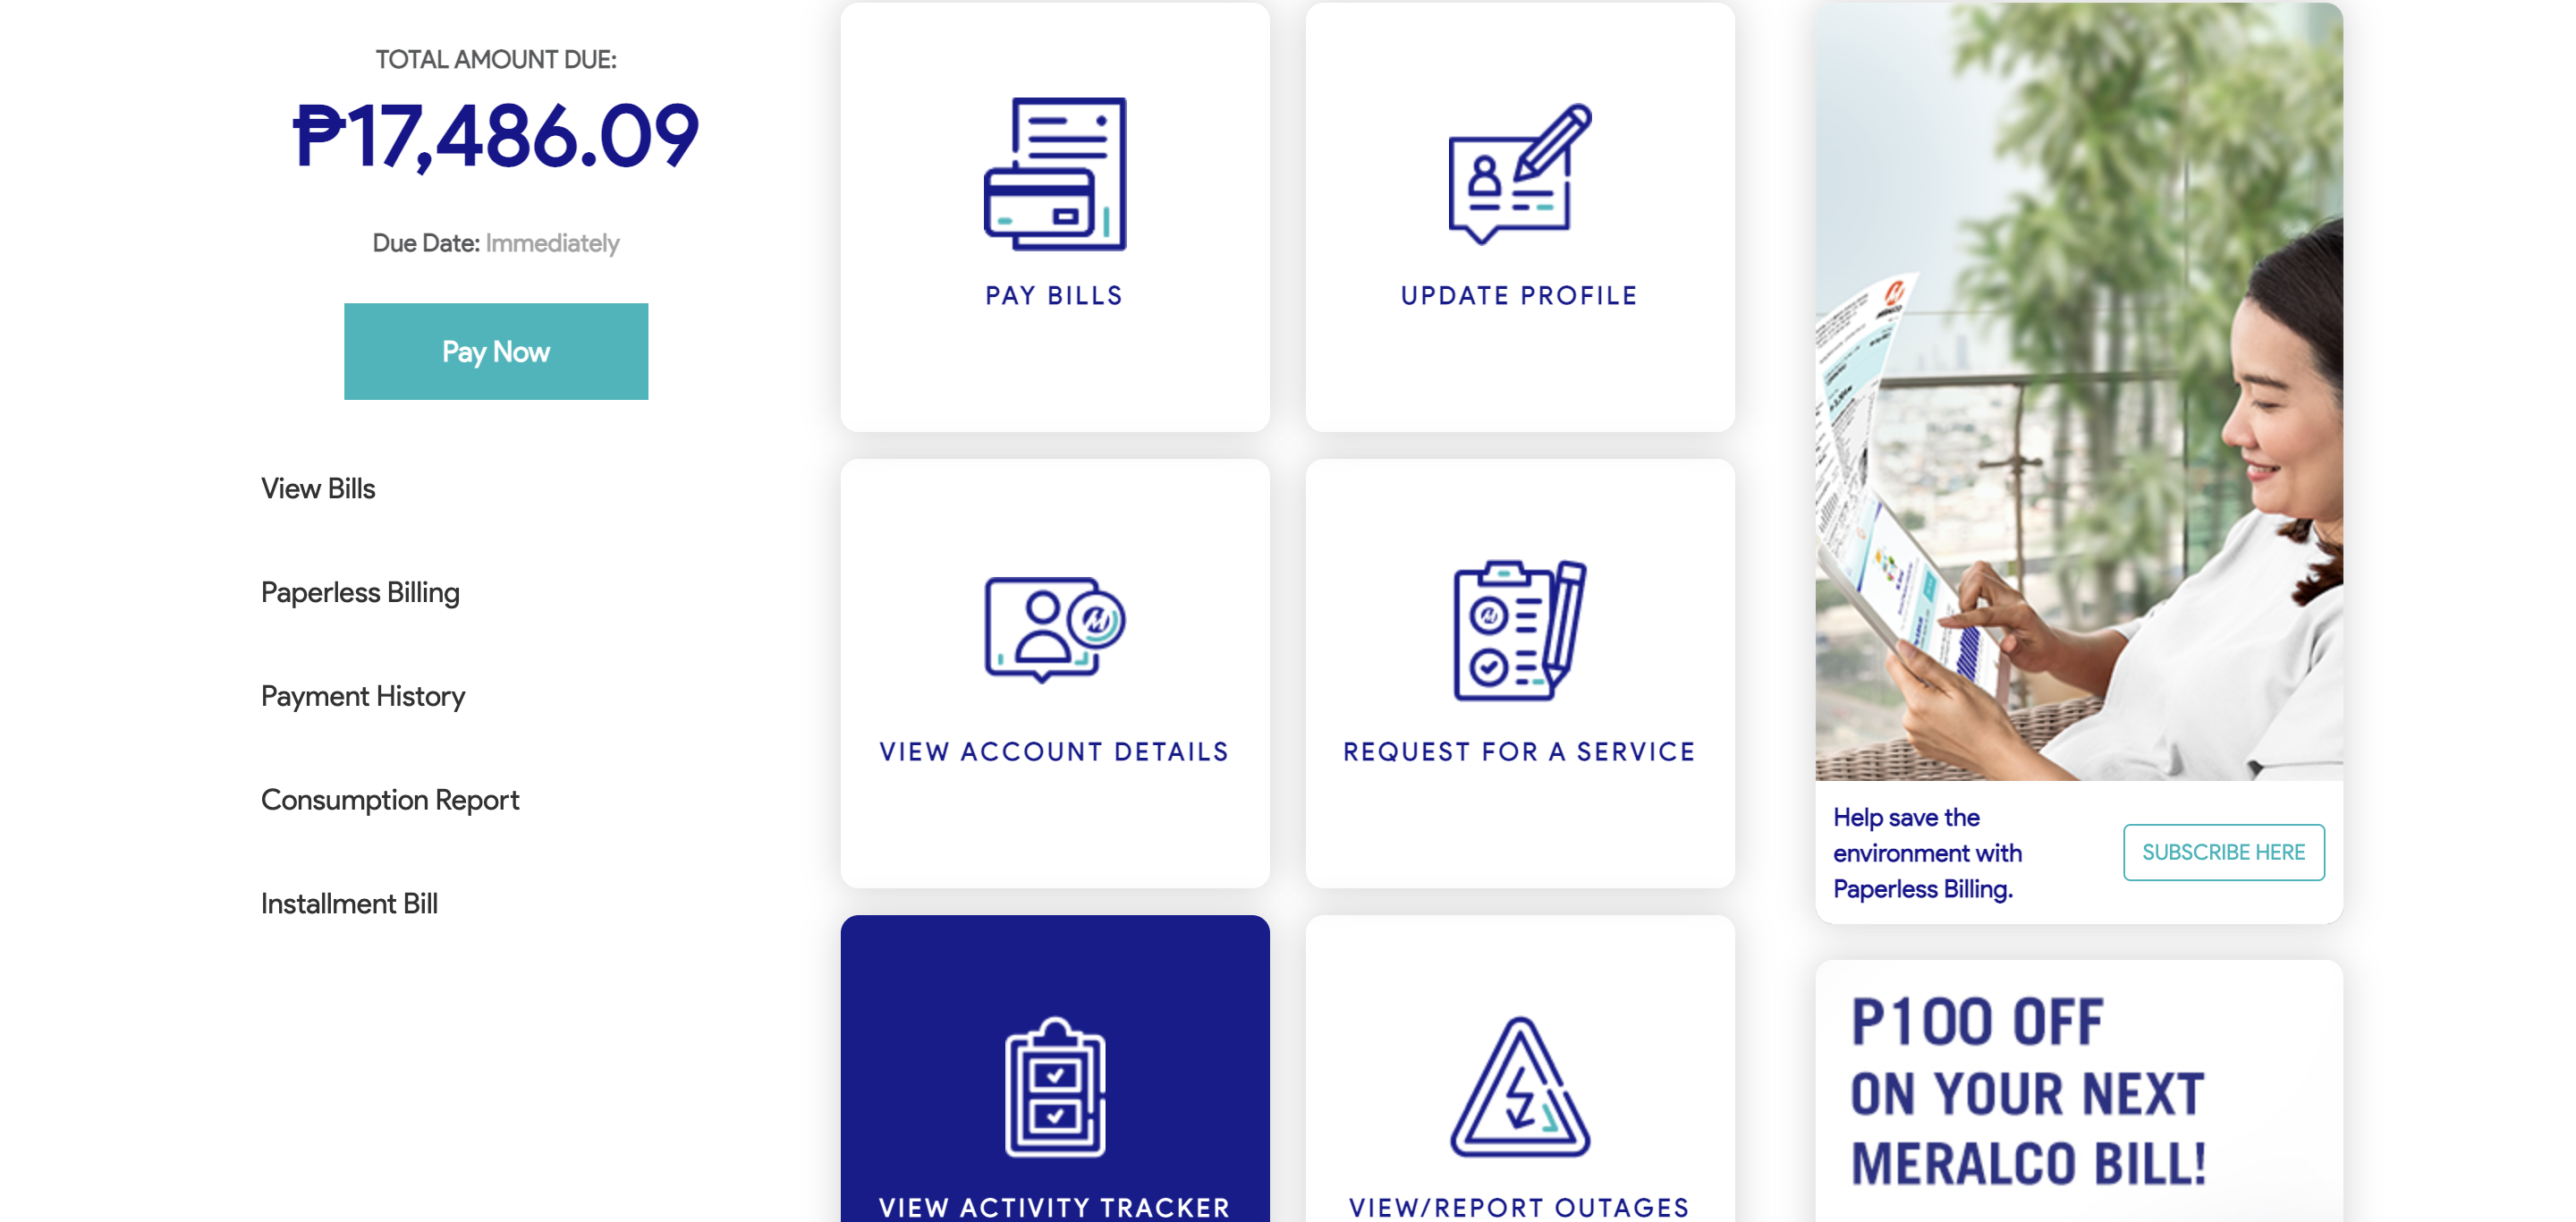 TOTAL AMOUNT DUE:
₱17,486.09
Due Date: Immediately
Pay Now
View Bills
Paperless Billing
Payment History
Consumption Report
Installment Bill
PAY BILLS
UPDATE PROFILE
VIEW ACCOUNT DETAILS
REQUEST FOR A SERVICE
VIEW ACTIVITY TRACKER
VIEW/REPORT OUTAGES
Help save the
environment with
Paperless Billing.
SUBSCRIBE HERE
P100 OFF
ON YOUR NEXT
MERALCO BILL!